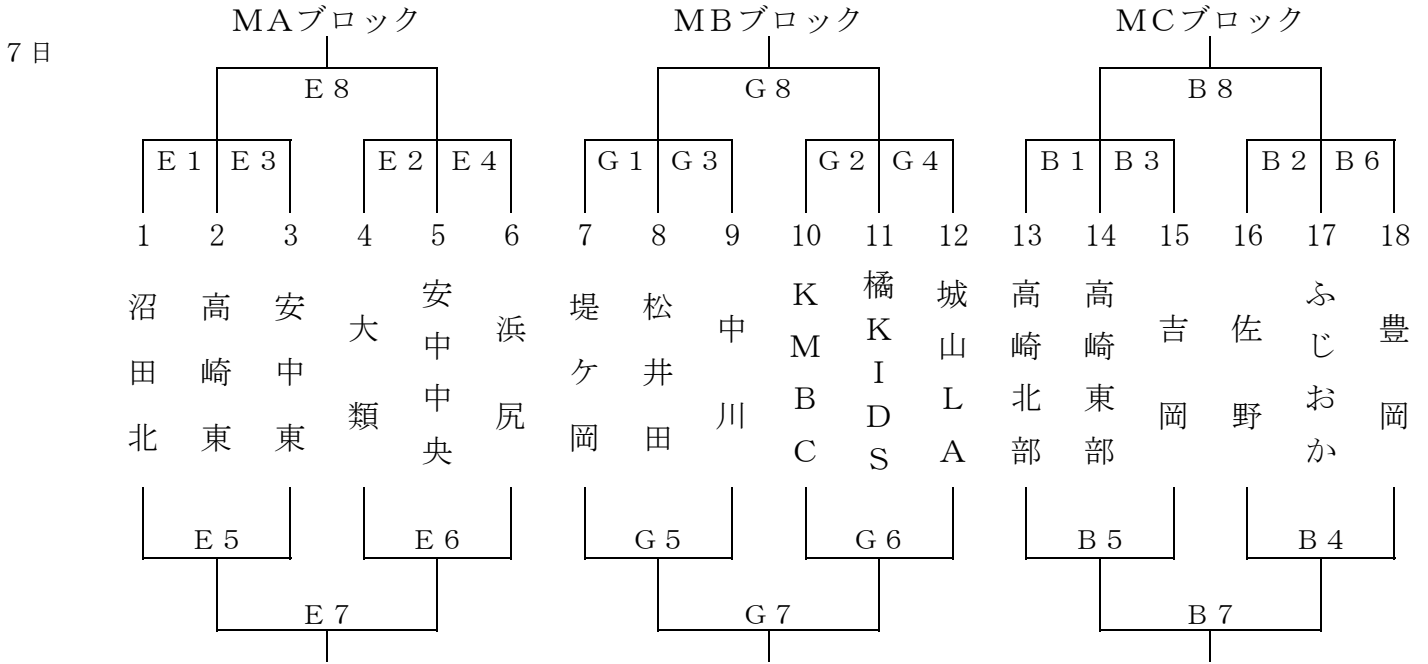 MAブロック MBブロック MCブロック
7日
E8 G8 B8
E1 E3 E2 E4 G1 G3 G2 G4 B1 B3 B2 B6
1 2 3 4 5 6 7 8 9 10 11 12 13 14 15 16 17 18
沼田北
高崎東
安中東
大類
安中中央
浜尻
堤ケ岡
松井田
中川
KMBC
橘KIDS
城山LA
高崎北部
高崎東部
吉岡
佐野
ふじおか
豊岡
E5 E6 G5 G6 B5 B4
E7 G7 B7